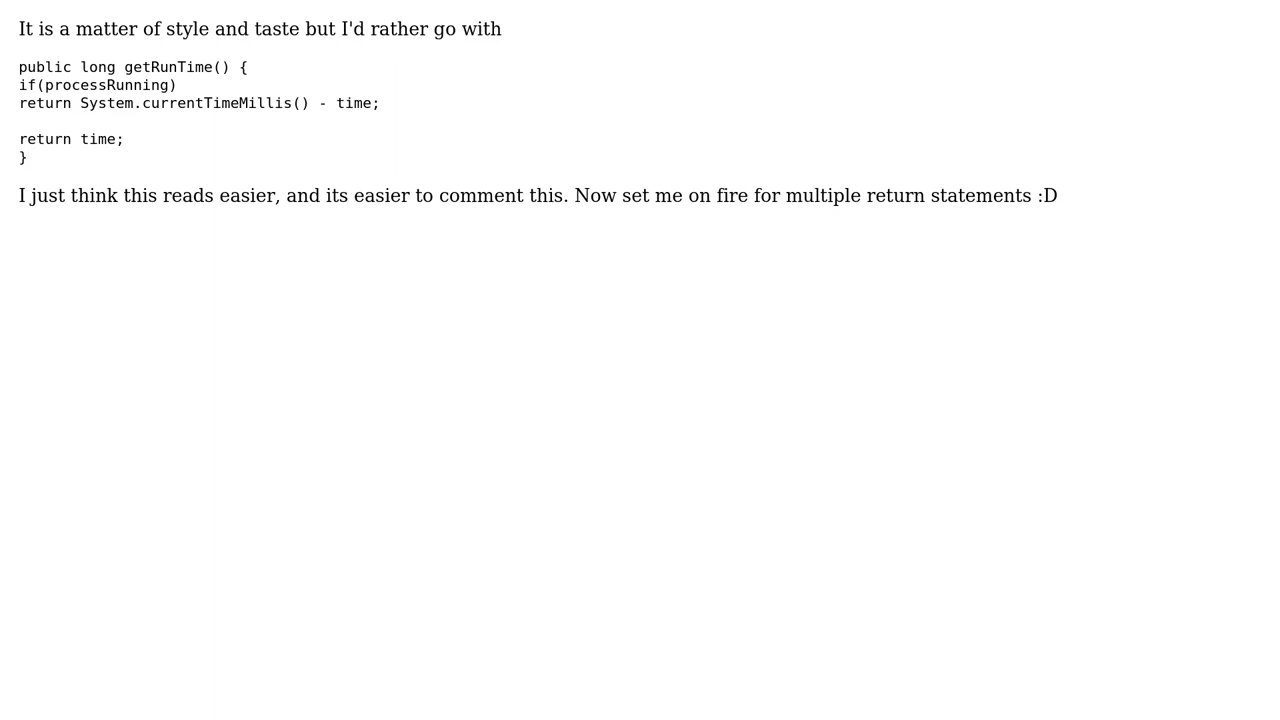 It is a matter of style and taste but I'd rather go with
public long getRunTime() {
if(processRunning)
return System.currentTimeMillis() - time;
return time;
}
I just think this reads easier, and its easier to comment this. Now set me on fire for multiple return statements :D